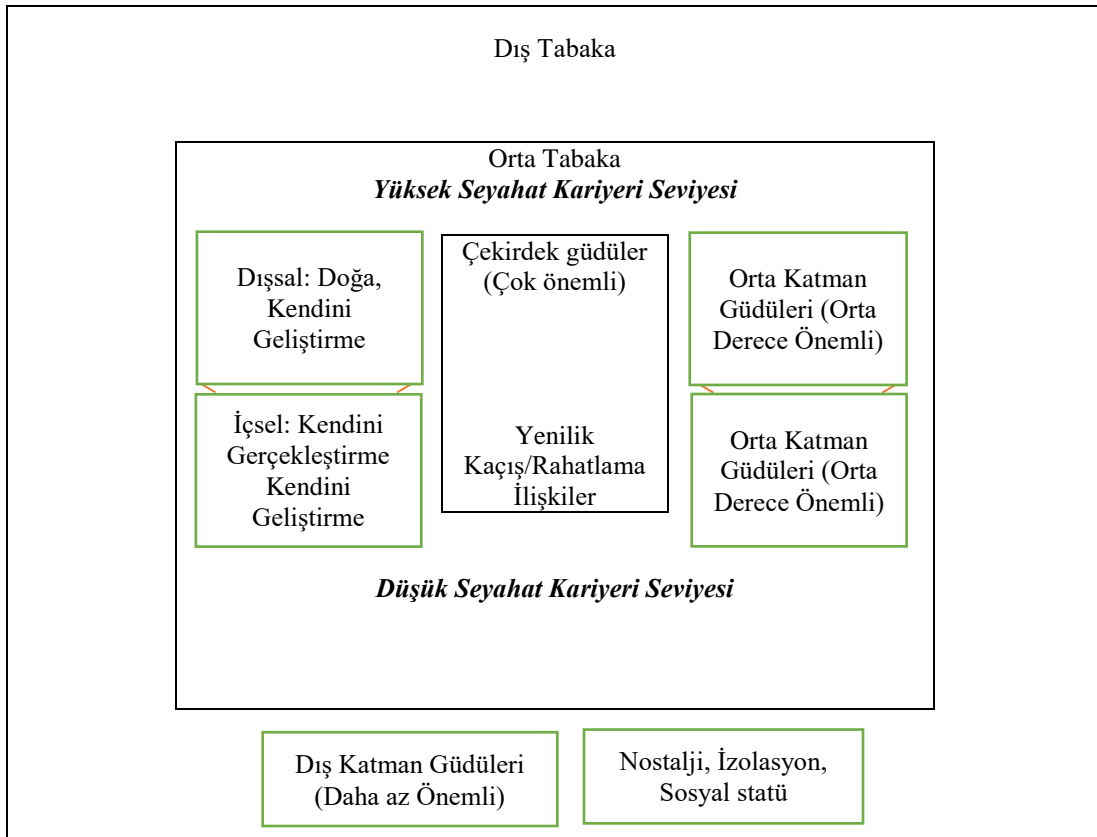 Dış Tabaka
Orta Tabaka
Yüksek Seyahat Kariyeri Seviyesi
Dışsal: Doğa,
Kendini
Geliştirme
İçsel: Kendini
Gerçekleştirme
Kendini
Geliştirme
Çekirdek güdüler
(Çok önemli)
Yenilik
Kaçış/Rahatlama
İlişkiler
Orta Katman
Güdüleri (Orta
Derece Önemli)
Orta Katman
Güdüleri (Orta
Derece Önemli)
Düşük Seyahat Kariyeri Seviyesi
Dış Katman Güdüleri
(Daha az Önemli)
Nostalji, İzolasyon,
Sosyal statü